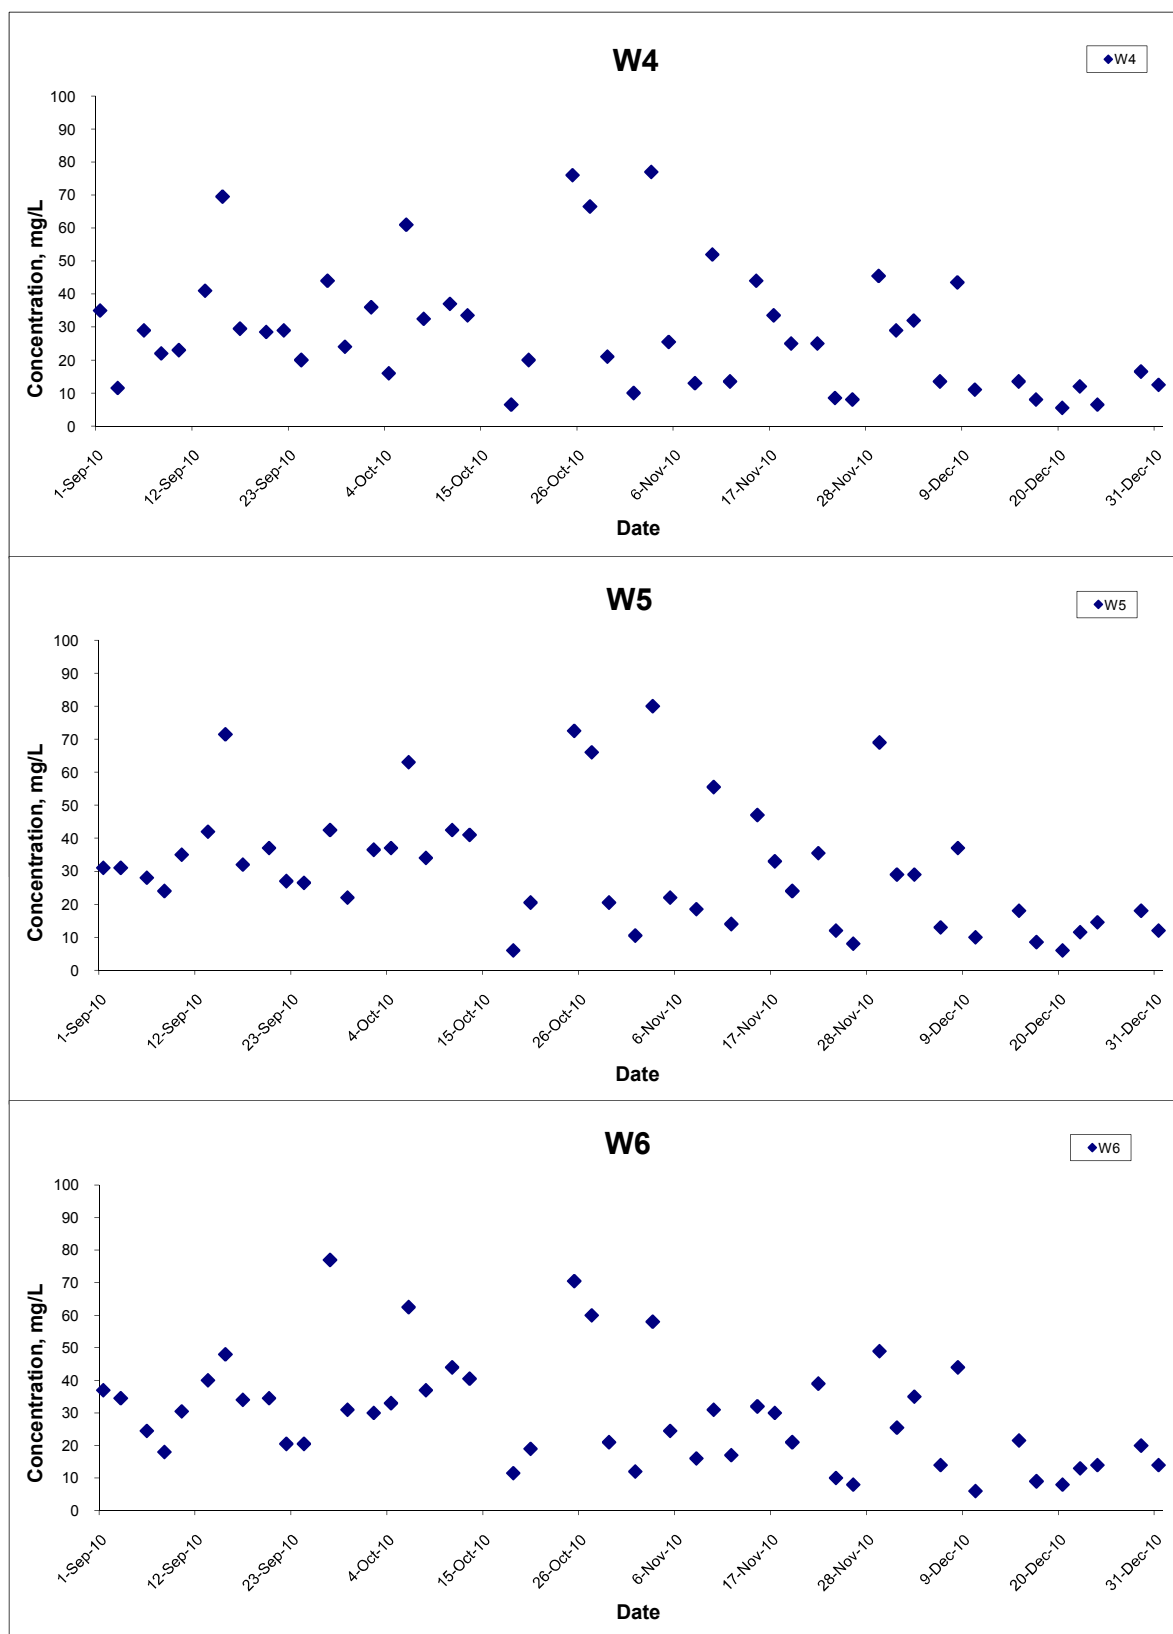 W4
W4
100
90
80
70
60
50
40
30
20
10
0
Concentration, mg/L
1-Sep-10 12-Sep-10 23-Sep-10 4-Oct-10 15-Oct-10 26-Oct-10 6-Nov-10 17-Nov-10 28-Nov-10 9-Dec-10 20-Dec-10 31-Dec-10
Date
W5
W5
100
90
80
70
60
50
40
30
20
10
0
Concentration, mg/L
1-Sep-10 12-Sep-10 23-Sep-10 4-Oct-10 15-Oct-10 26-Oct-10 6-Nov-10 17-Nov-10 28-Nov-10 9-Dec-10 20-Dec-10 31-Dec-10
Date
W6
W6
100
90
80
70
60
50
40
30
20
10
0
Concentration, mg/L
1-Sep-10 12-Sep-10 23-Sep-10 4-Oct-10 15-Oct-10 26-Oct-10 6-Nov-10 17-Nov-10 28-Nov-10 9-Dec-10 20-Dec-10 31-Dec-10
Date